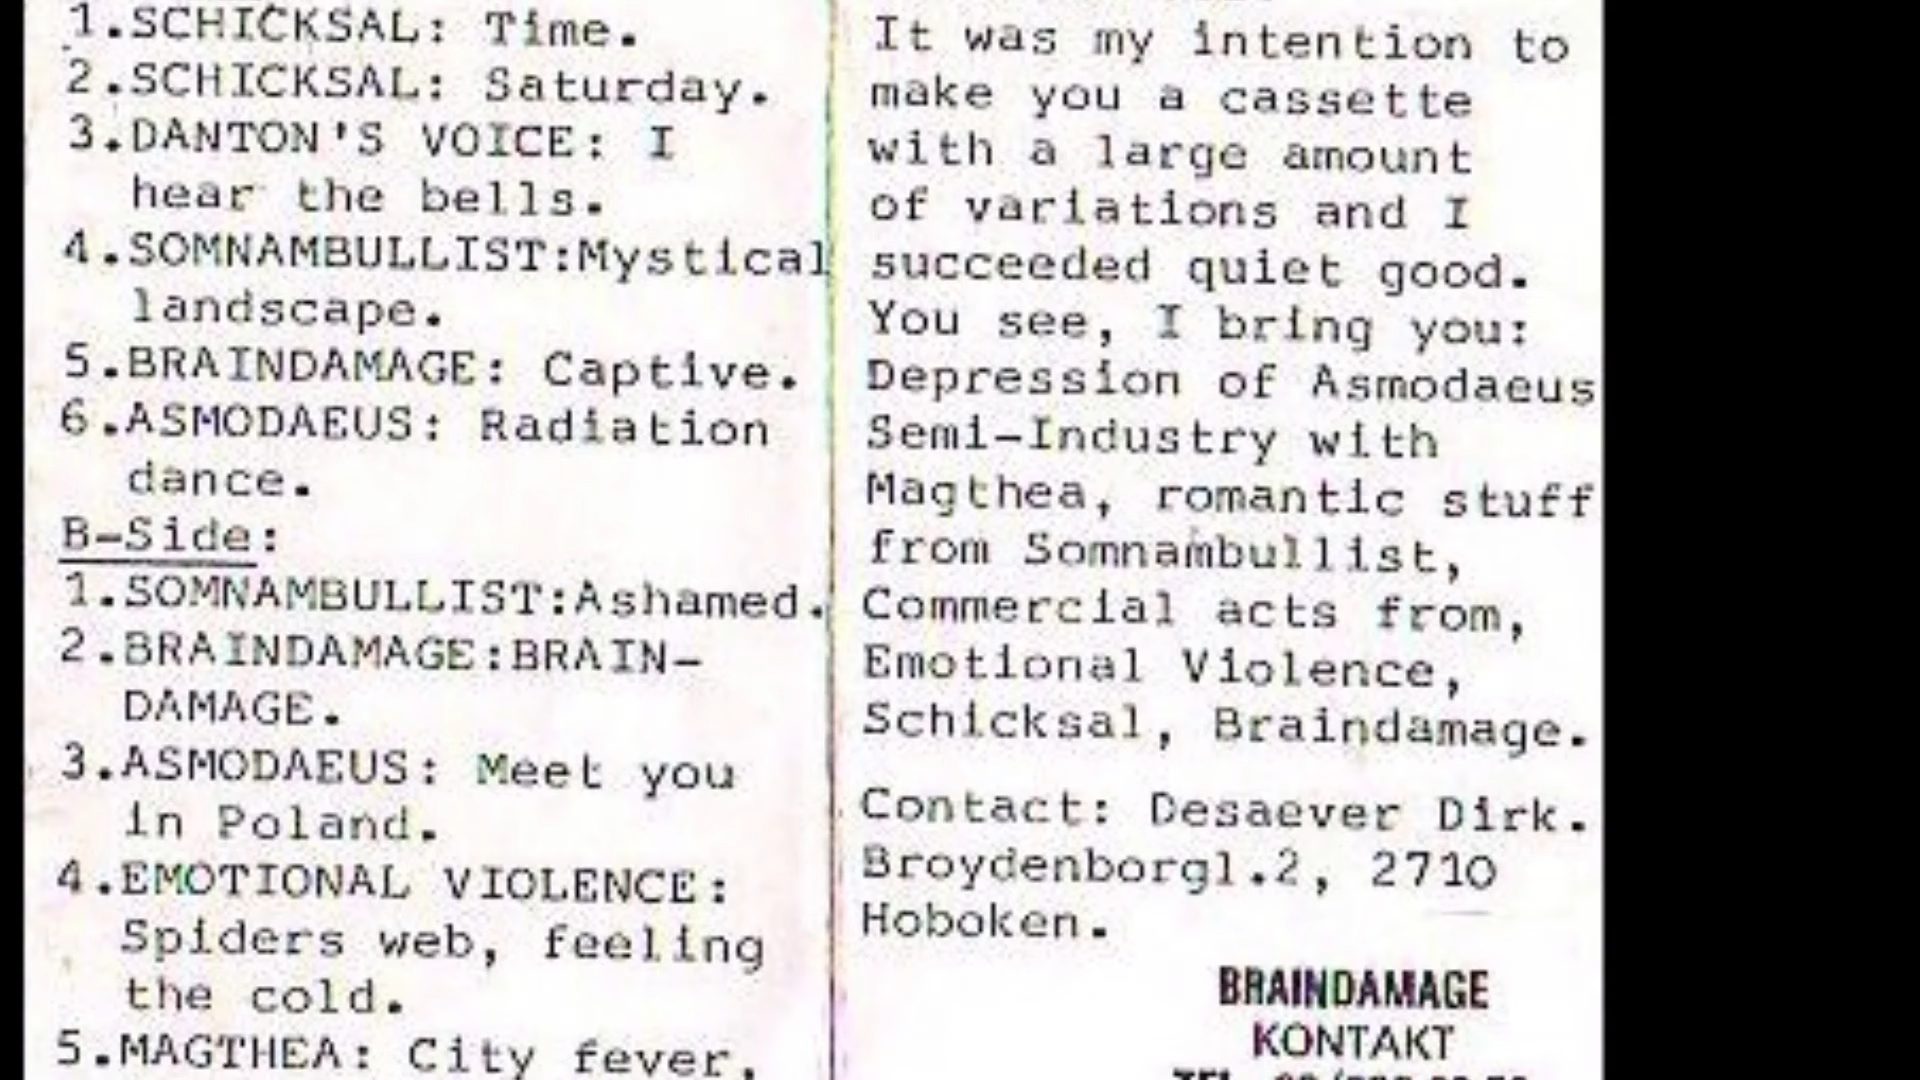 1.SCHICKSAL: Time.
2.SCHICKSAL: Saturday.
3.DANTON'S VOICE: I
hear the bells.
4.SOMNAMBULLIST:Mystical
landscape.
5.BRAINDAMAGE: Captive.
6.ASMODAEUS: Radiation
dance.
B-Side:
1.SOMNAMBULLIST:Ashamed.
2.BRAINDAMAGE:BRAIN-
DAMAGE.
3.ASMODAEUS: Meet you
in Poland.
4.EMOTIONAL VIOLENCE:
Spiders web, feeling
the cold.
5.MAGTHEA: City fever.
It was my intention to
make you a cassette
with a large amount
of variations and I
succeeded quiet good.
You see, I bring you:
Depression of Asmodaeus
Semi-Industry with
Magthea, romantic stuff
from Somnambullist,
Commercial acts from,
Emotional Violence,
Schicksal, Braindamage.
Contact: Desaever Dirk.
Broydenborgl.2, 2710
Hoboken.
BRAINDAMAGE
KONTAKT